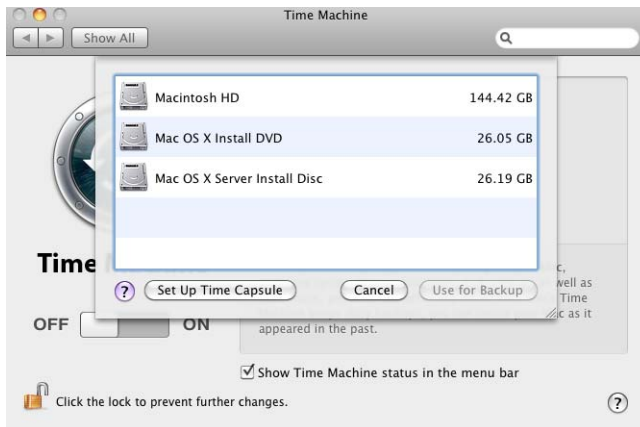 Time Machine
Show All
Macintosh HD 144.42 GB
Mac OS X Install DVD 26.05 GB
Mac OS X Server Install Disc 26.19 GB
Time
c,
? Set Up Time Capsule Cancel Use for Backup
well as
Time
OFF ON
c as it
appeared in the past.
Show Time Machine status in the menu bar
Click the lock to prevent further changes. ?